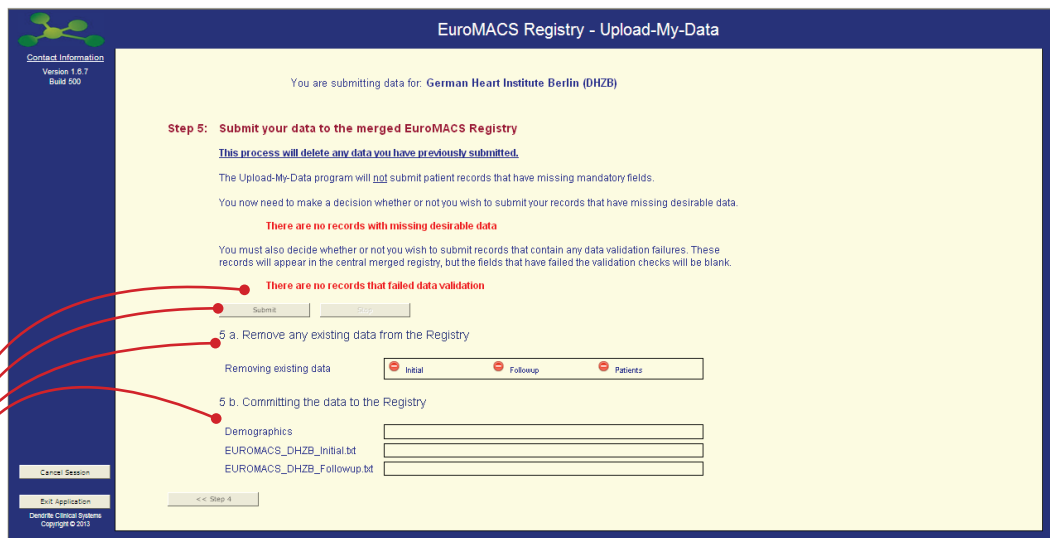 EuroMACS Registry - Upload-My-Data
Contact Information
Version 1.6.7
Build 500
You are submitting data for: German Heart Institute Berlin (DHZB)
Step 5: Submit your data to the merged EuroMACS Registry
This process will delete any data you have previously submitted.
The Upload-My-Data program will not submit patient records that have missing mandatory fields.
You now need to make a decision whether or not you wish to submit your records that have missing desirable data.
There are no records with missing desirable data
You must also decide whether or not you wish to submit records that contain any data validation failures. These
records will appear in the central merged registry, but the fields that have failed the validation checks will be blank.
There are no records that failed data validation
Submit Stop
5 a. Remove any existing data from the Registry
Removing existing data Initial Followup Patients
5 b. Committing the data to the Registry
Demographics
EUROMACS_DHZB_Initial.txt
EUROMACS_DHZB_Followup.txt
Cancel Session
<< Step 4
Exit Application
Dendrite Clinical Systems
Copyright © 2013